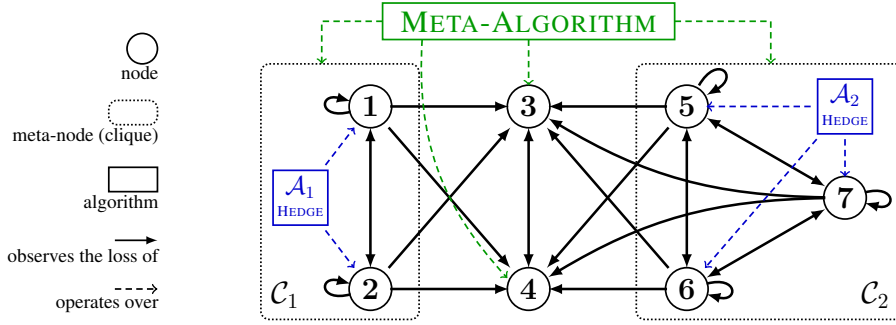 META-ALGORITHM
node
meta-node (clique)
algorithm
observes the loss of
operates over
1
3
5
A₂
HEDGE
A₁
HEDGE
7
C₁
2
4
6
C₂